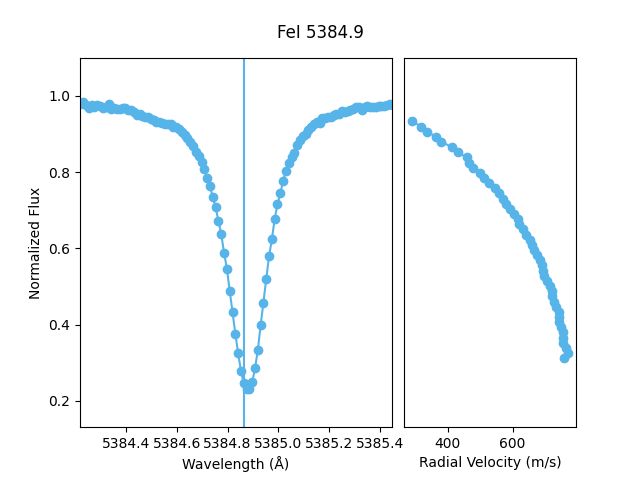 FeI 5384.9
Normalized Flux
1.0
0.8
0.6
0.4
0.2
5384.4 5384.6 5384.8 5385.0 5385.2 5385.4
400 600
Wavelength (Å)
Radial Velocity (m/s)